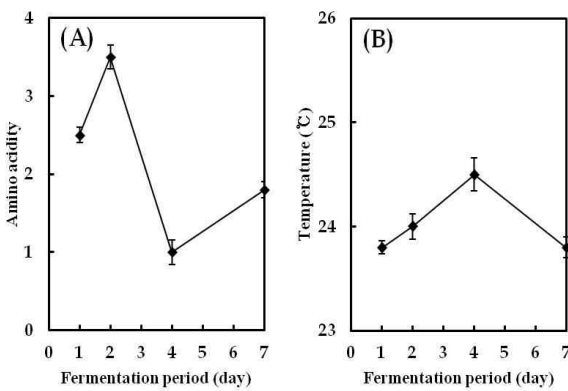 (A)
Amino acidity
4
3
2
1
0
0 1 2 3 4 5 6 7
Fermentation period (day)
(B)
Temperature (℃)
26
25
24
23
0 1 2 3 4 5 6 7
Fermentation period (day)